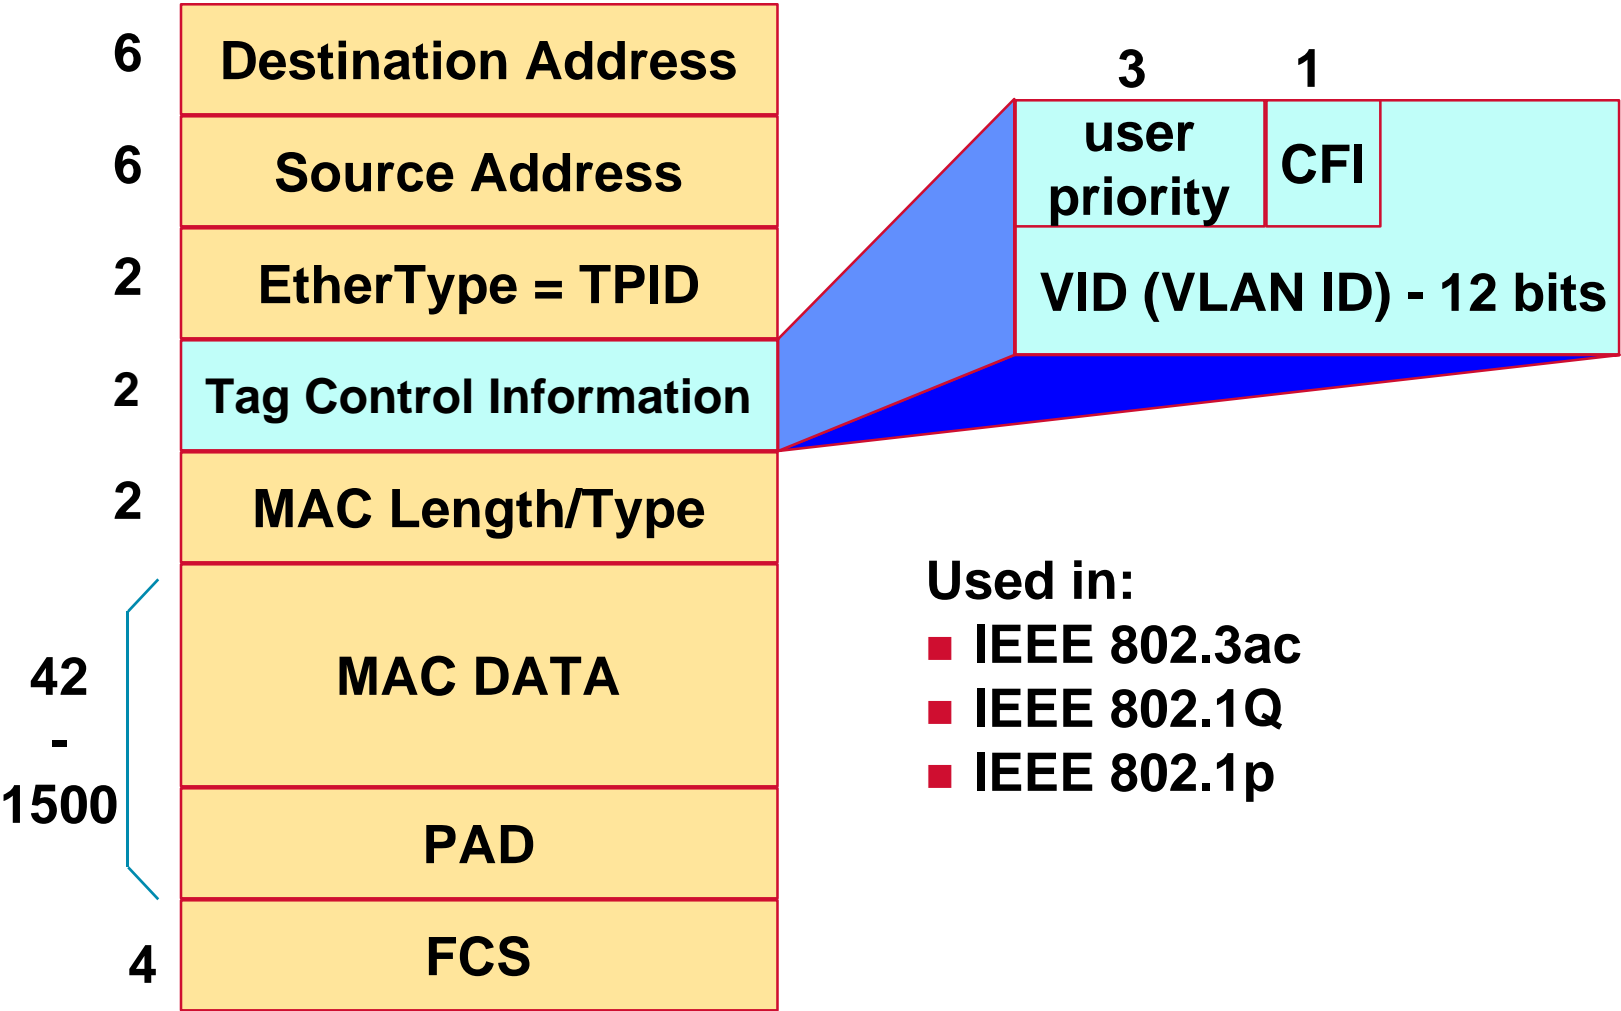 6
Destination Address
6
Source Address
2
EtherType = TPID
2
Tag Control Information
2
MAC Length/Type
42
-
1500
MAC DATA
PAD
4
FCS
3
1
user
priority
CFI
VID (VLAN ID) - 12 bits
Used in:
IEEE 802.3ac
IEEE 802.1Q
IEEE 802.1p